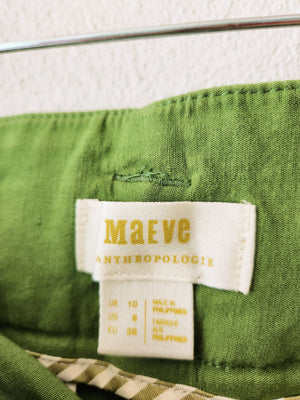 MAEVE
ANTHROPOLOGIE
UK 10
US 6
EU 38
MADE IN
PHILIPPINES
FABRIQUÉ
AUX
PHILIPPINES